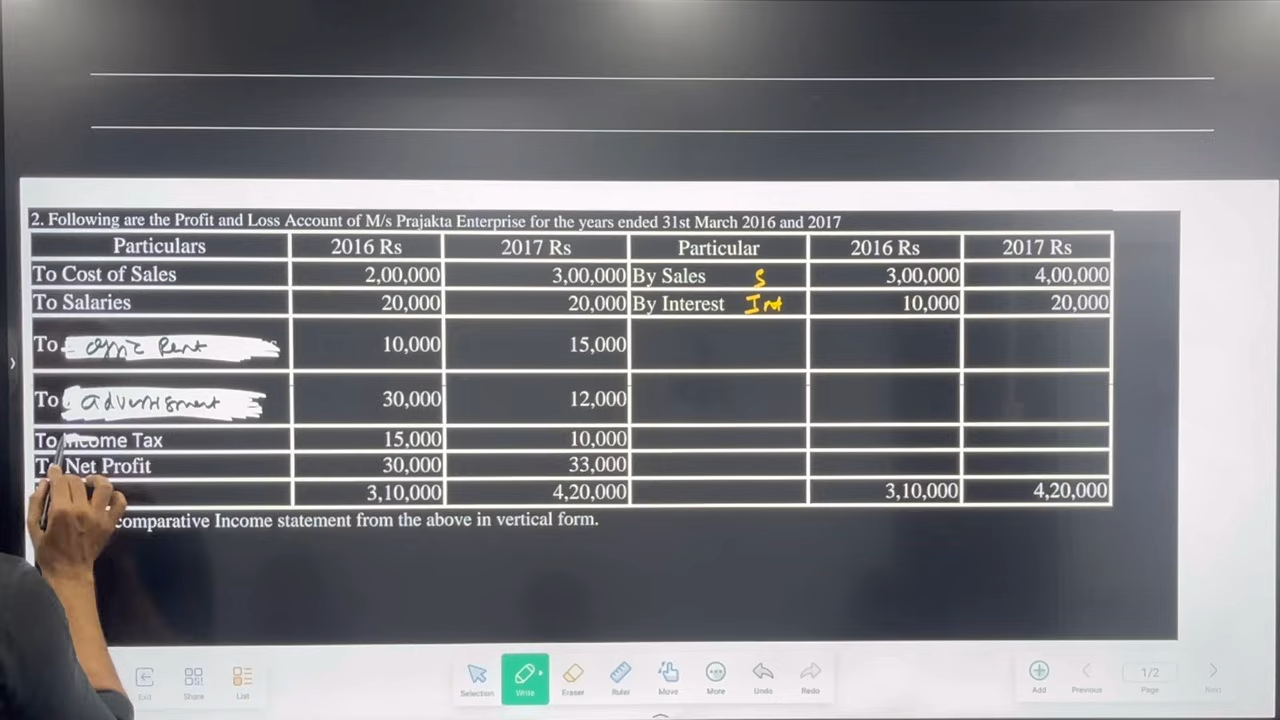 2. Following are the Profit and Loss Account of M/s Prajakta Enterprise for the years ended 31st March 2016 and 2017
Particulars 2016 Rs 2017 Rs Particular 2016 Rs 2017 Rs
To Cost of Sales 2,00,000 3,00,000 By Sales S 3,00,000 4,00,000
To Salaries 20,000 20,000 By Interest Int 10,000 20,000
To Rent 10,000 15,000
To 30,000 12,000
To Income Tax 15,000 10,000
Net Profit 30,000 33,000
3,10,000 4,20,000 3,10,000 4,20,000
comparative Income statement from the above in vertical form.
Exit Share List Selection Write Eraser Ruler Move More Undo Redo Add Previous 1/2 Page Next